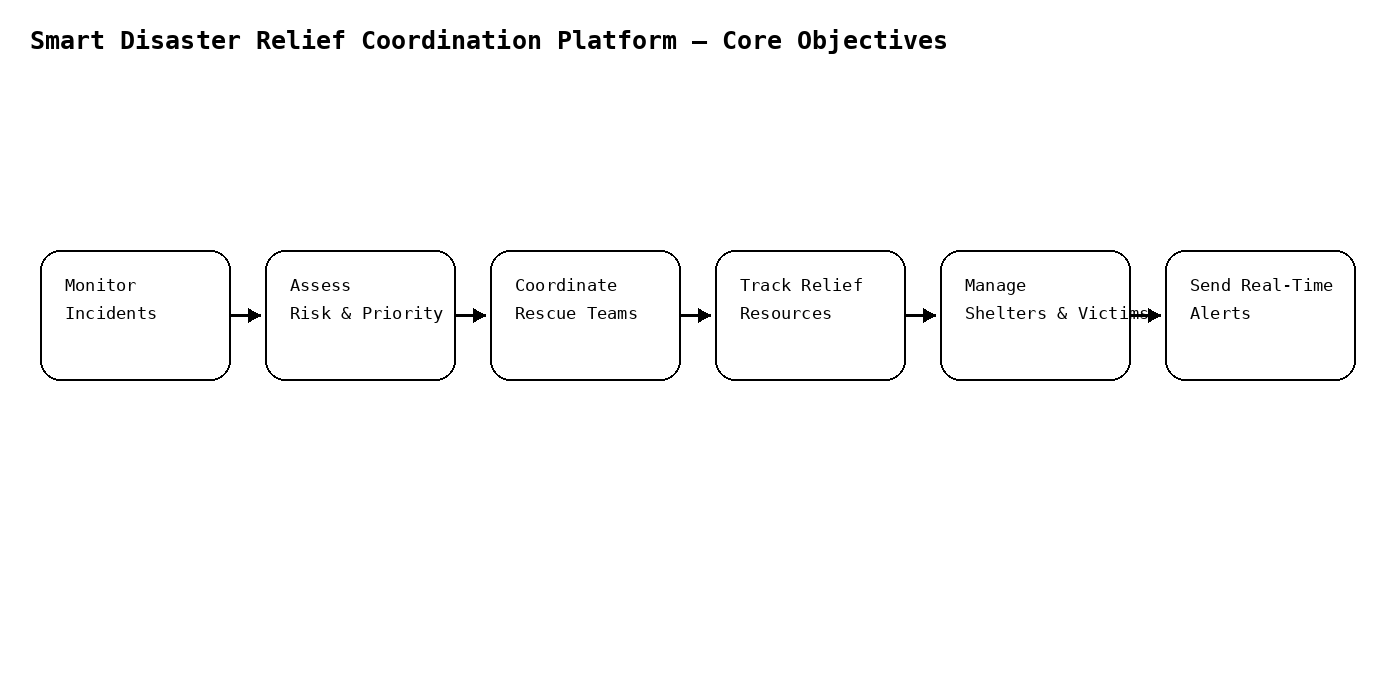 Smart Disaster Relief Coordination Platform — Core Objectives
Monitor
Incidents
Assess
Risk & Priority
Coordinate
Rescue Teams
Track Relief
Resources
Manage
Shelters & Victims
Send Real-Time
Alerts